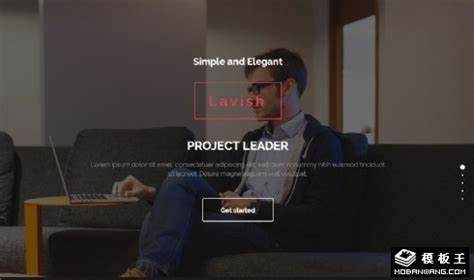 Simple and Elegant
Lavish
PROJECT LEADER
Lorem ipsum dolor sit amet, consectetuer adipiscing elit, sed diam nonummy nibh euismod tincidunt
Ut laoreet. Dolore magna aliquam erat volutpat.
Get started
模板王
MOBANWANG.COM